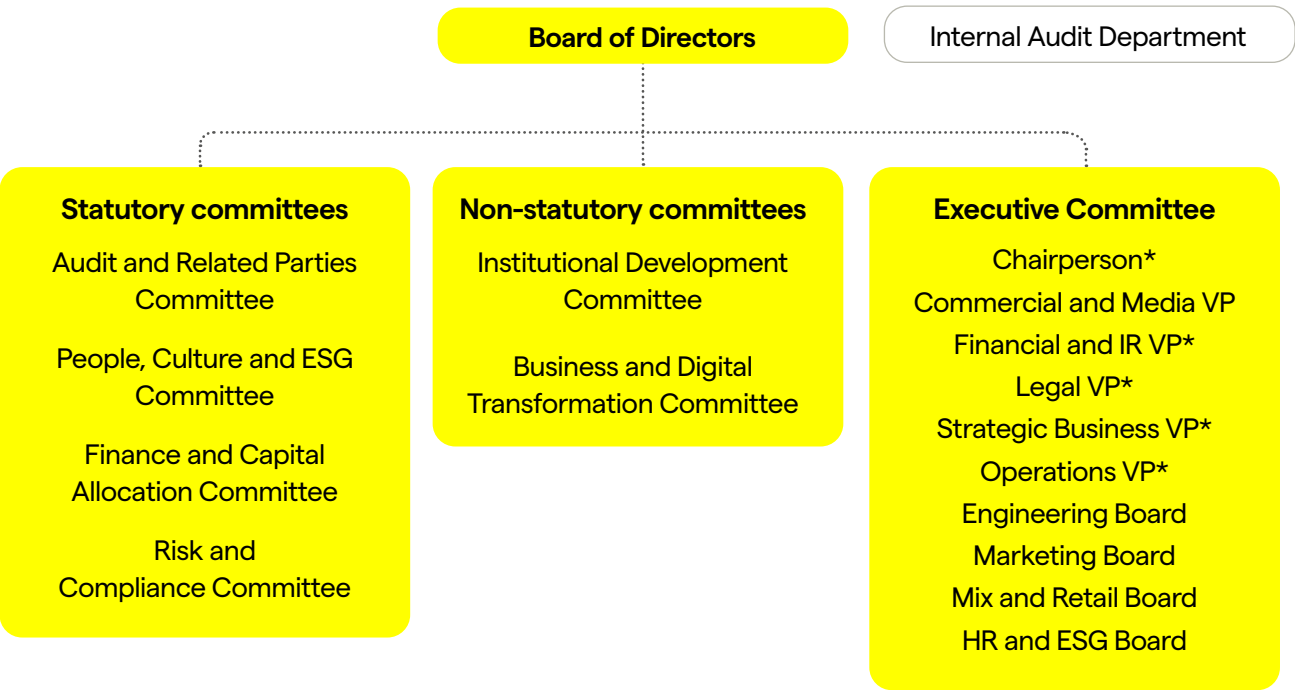 Board of Directors
Internal Audit Department
Statutory committees
Audit and Related Parties
Committee
People, Culture and ESG
Committee
Finance and Capital
Allocation Committee
Risk and
Compliance Committee
Non-statutory committees
Institutional Development
Committee
Business and Digital
Transformation Committee
Executive Committee
Chairperson*
Commercial and Media VP
Financial and IR VP*
Legal VP*
Strategic Business VP*
Operations VP*
Engineering Board
Marketing Board
Mix and Retail Board
HR and ESG Board